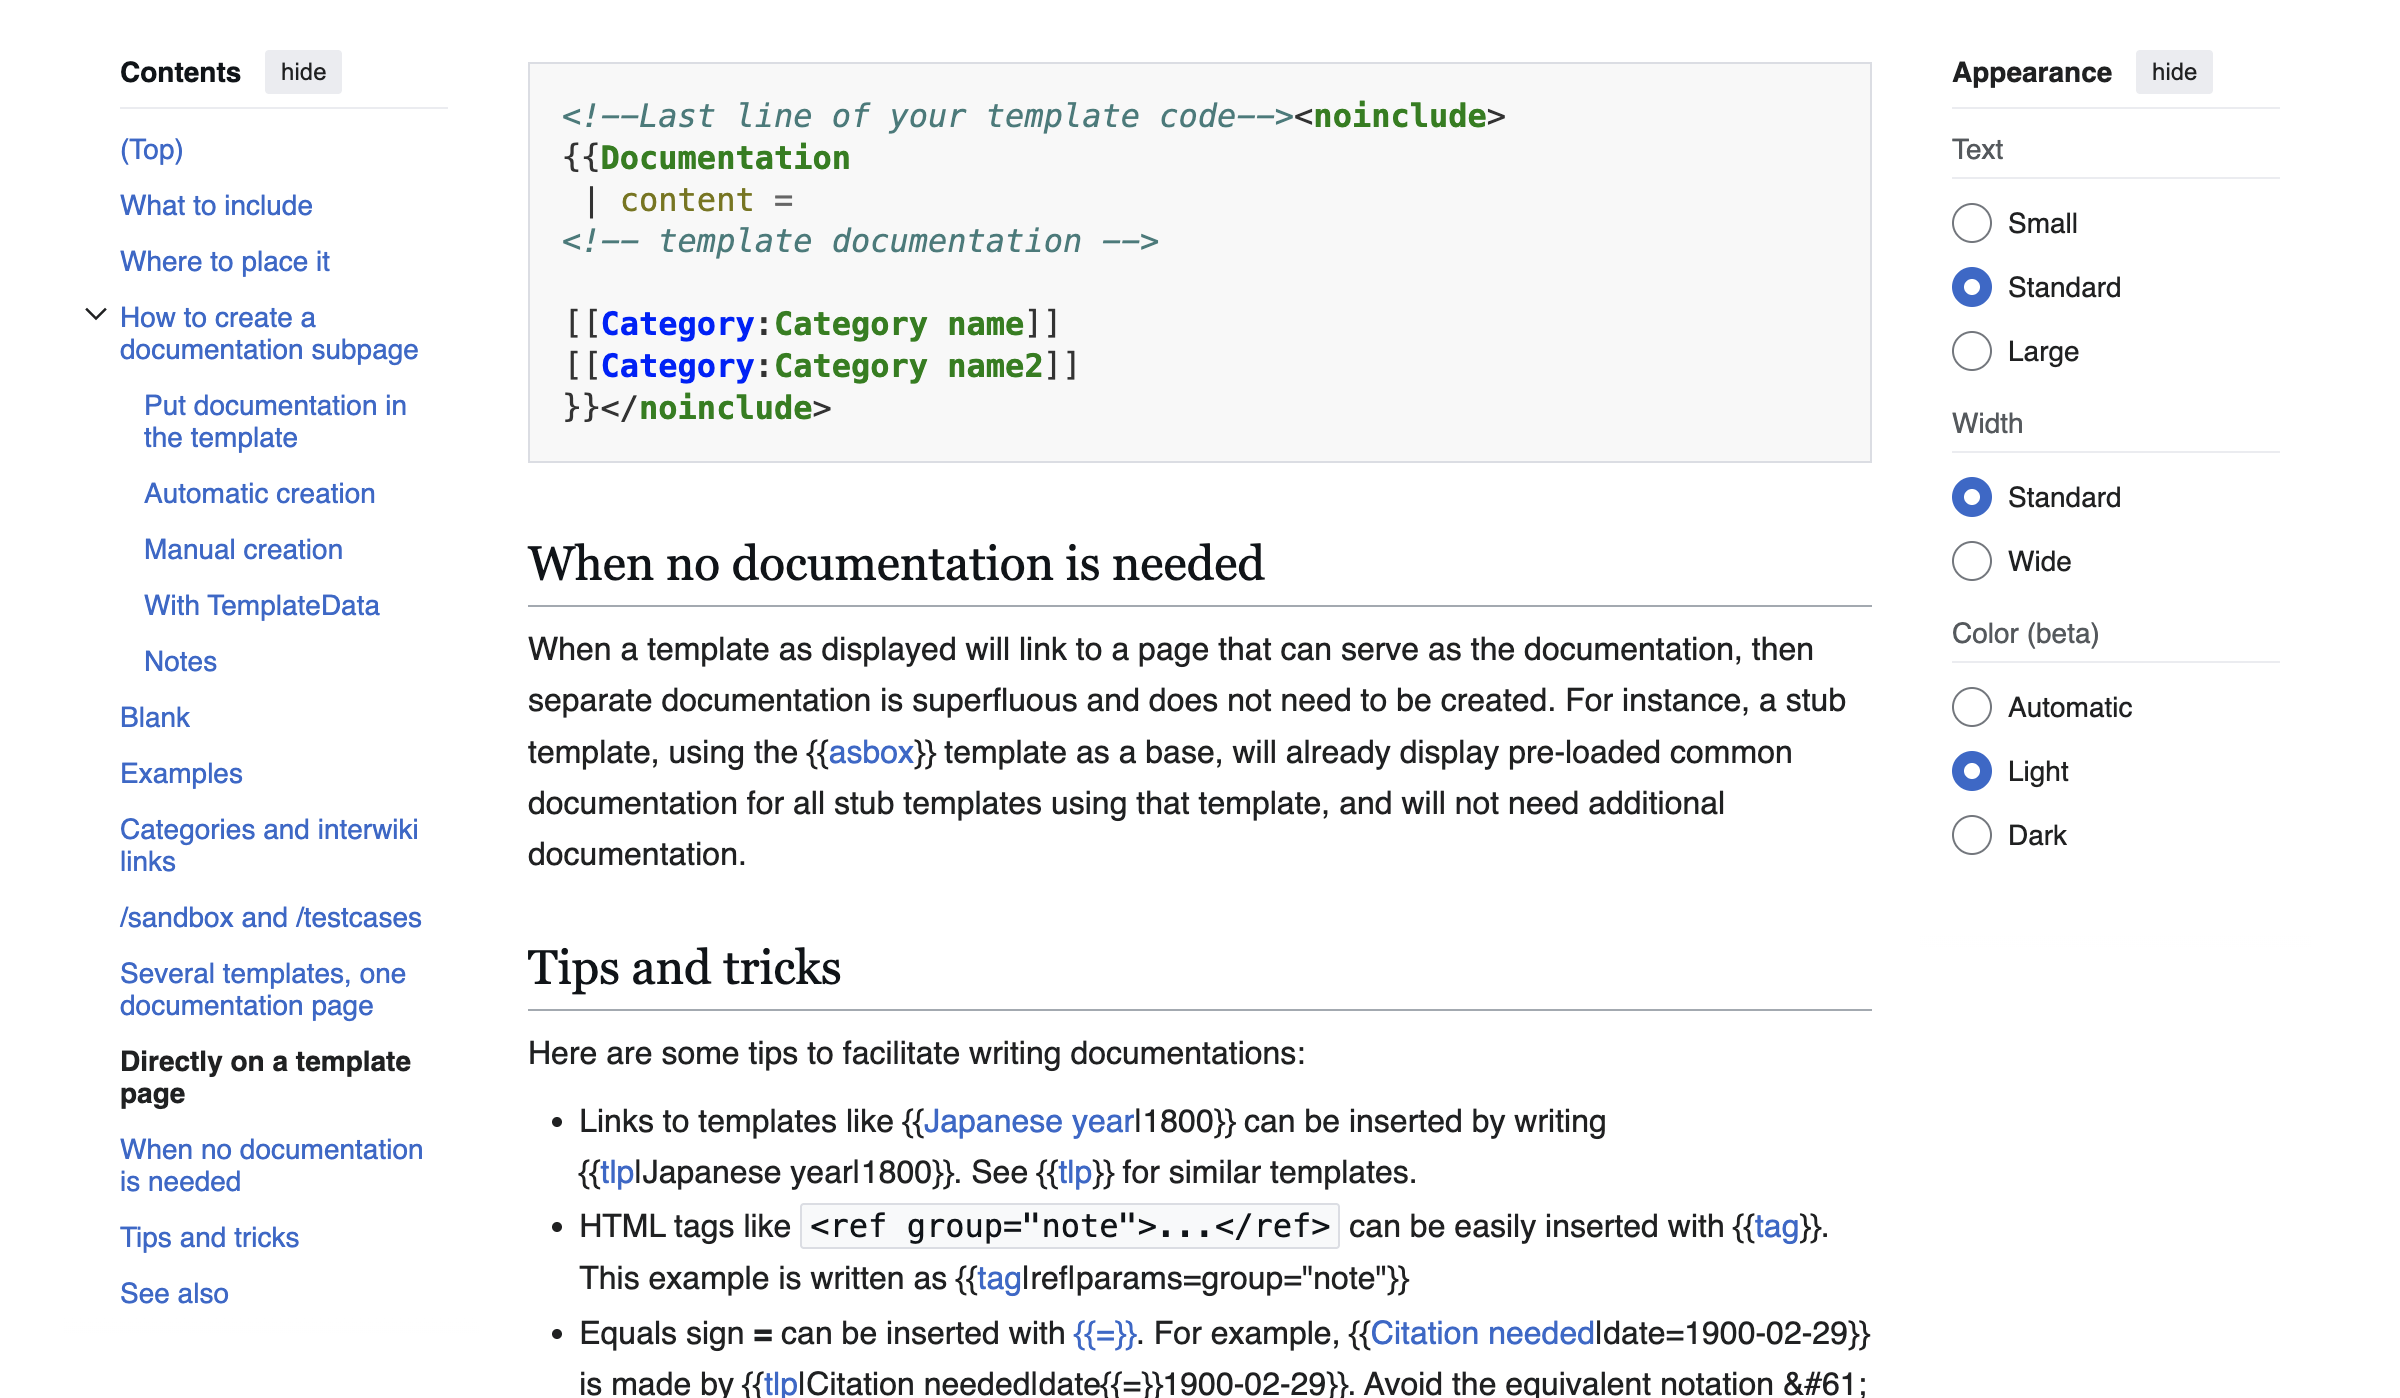 Contents hide
(Top)
What to include
Where to place it
How to create a
documentation subpage
Put documentation in
the template
Automatic creation
Manual creation
With TemplateData
Notes
Blank
Examples
Categories and interwiki
links
/sandbox and /testcases
Several templates, one
documentation page
Directly on a template
page
When no documentation
is needed
Tips and tricks
See also
<!--Last line of your template code--><noinclude>
{{Documentation
 | content =
<!-- template documentation -->
[[Category:Category name]]
[[Category:Category name2]]
}}</noinclude>
When no documentation is needed
When a template as displayed will link to a page that can serve as the documentation, then
separate documentation is superfluous and does not need to be created. For instance, a stub
template, using the {{asbox}} template as a base, will already display pre-loaded common
documentation for all stub templates using that template, and will not need additional
documentation.
Tips and tricks
Here are some tips to facilitate writing documentations:
• Links to templates like {{Japanese year|1800}} can be inserted by writing
{{tlp|Japanese year|1800}}. See {{tlp}} for similar templates.
• HTML tags like <ref group="note">...</ref> can be easily inserted with {{tag}}.
This example is written as {{tag|ref|params=group="note"}}
• Equals sign = can be inserted with {{=}}. For example, {{Citation needed|date=1900-02-29}}
is made by {{tlp|Citation needed|date{{=}}1900-02-29}}. Avoid the equivalent notation &#61;
Appearance hide
Text
Small
Standard
Large
Width
Standard
Wide
Color (beta)
Automatic
Light
Dark